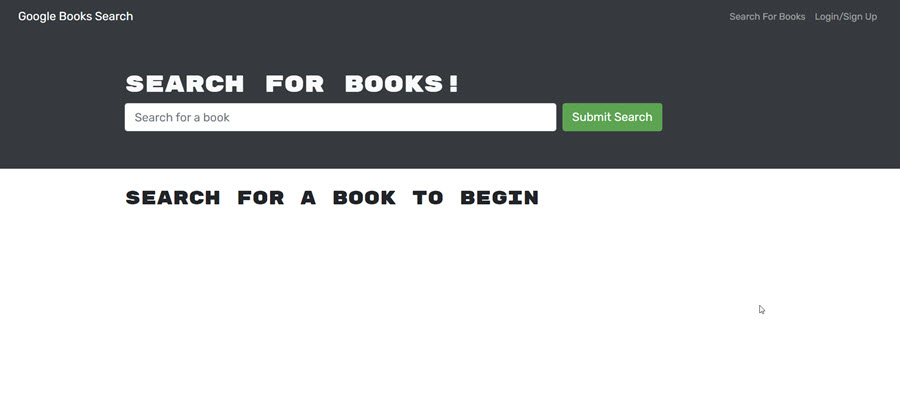 Google Books Search
Search For Books
Login/Sign Up
SEARCH FOR BOOKS!
Search for a book
Submit Search
SEARCH FOR A BOOK TO BEGIN